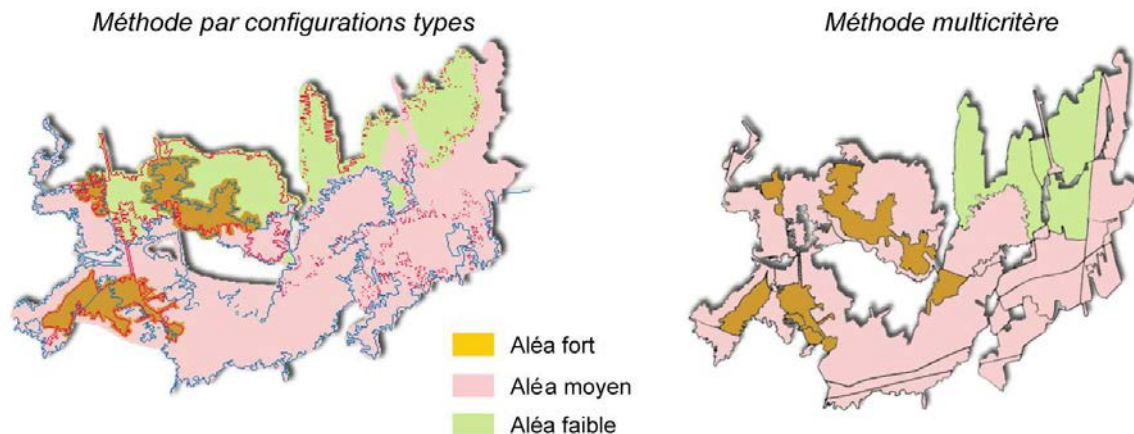 Méthode par configurations types
Méthode multicritère
Aléa fort
Aléa moyen
Aléa faible